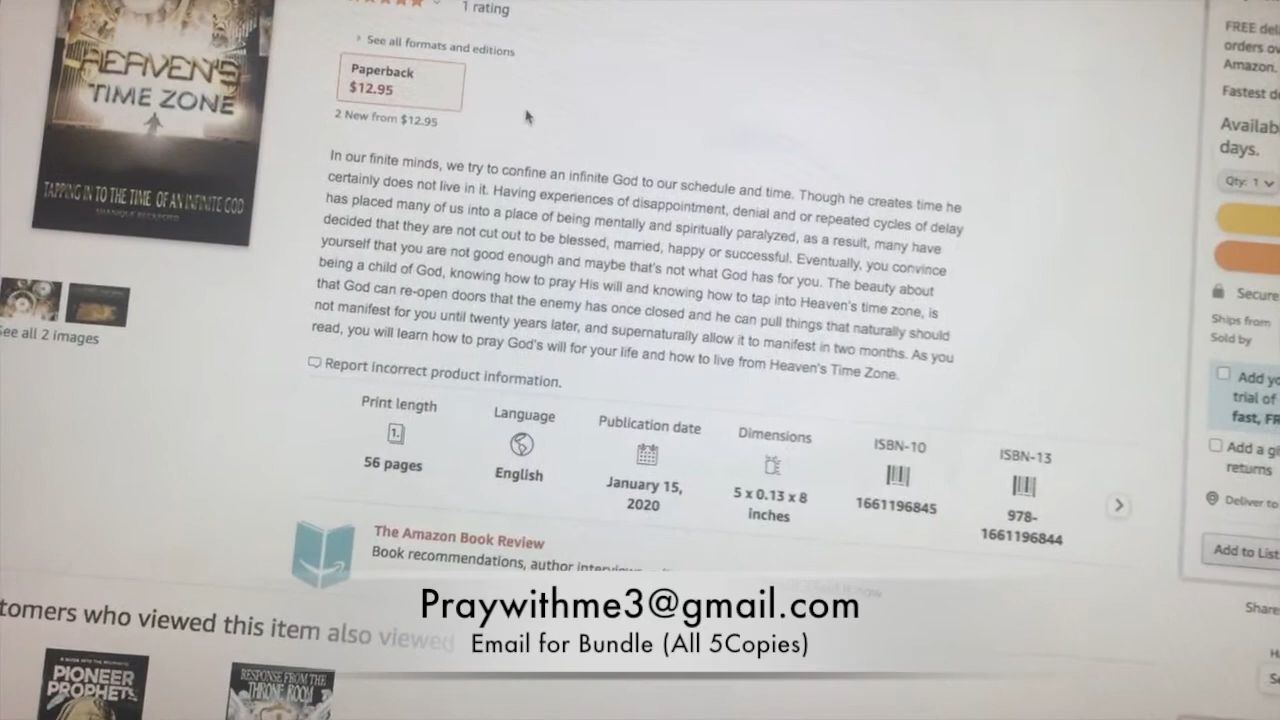 1 rating
See all formats and editions
Paperback
$12.95
2 New from $12.95
HEAVEN'S
TIME ZONE
TAPPING IN TO THE TIME OF AN INFINITE GOD
In our finite minds, we try to confine an infinite God to our schedule and time. Though he creates time he
certainly does not live in it. Having experiences of disappointment, denial and or repeated cycles of delay
has placed many of us into a place of being mentally and spiritually paralyzed, as a result, many have
decided that they are not cut out to be blessed, married, happy or successful. Eventually, you convince
yourself that you are not good enough and maybe that's not what God has for you. The beauty about
being a child of God, knowing how to pray His will and knowing how to tap into Heaven's time zone, is
that God can re-open doors that the enemy has once closed and he can pull things that naturally should
not manifest for you until twenty years later, and supernaturally allow it to manifest in two months. As you
read, you will learn how to pray God's will for your life and how to live from Heaven's Time Zone.
See all 2 images
Report incorrect product information.
Print length
1.
56 pages
Language
English
Publication date
January 15,
2020
Dimensions
5 x 0.13 x 8
inches
ISBN-10
1661196845
ISBN-13
978-
1661196844
The Amazon Book Review
Book recommendations, author
tomers who viewed this item also viewed
PIONEER
PROPHETS
RESPONSE FROM THE
THRONE ROOM
FREE del
orders ov
Amazon.
Fastest d
Availab
days.
Qty: 1
Secure
Ships from
Sold by
Add yo
trial of
fast, FR
Add a gi
returns
Deliver to
Add to List
Share
Praywithme3@gmail.com
Email for Bundle (All 5Copies)